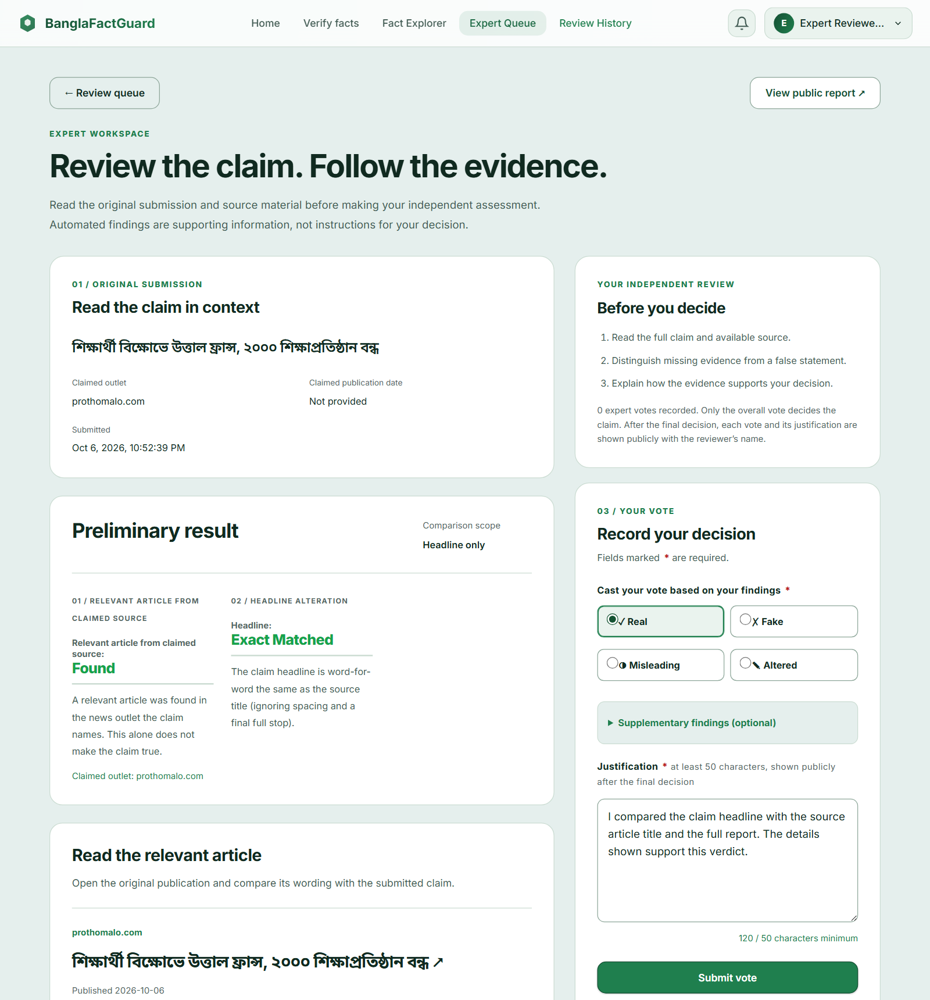 BanglaFactGuard
Home
Verify facts
Fact Explorer
Expert Queue
Review History
E
Expert Reviewe...
← Review queue
View public report ↗
EXPERT WORKSPACE
Review the claim. Follow the evidence.
Read the original submission and source material before making your independent assessment.
Automated findings are supporting information, not instructions for your decision.
01 / ORIGINAL SUBMISSION
Read the claim in context
শিক্ষার্থী বিক্ষোভে উত্তাল ফ্রান্স, ২০০০ শিক্ষাপ্রতিষ্ঠান বন্ধ
Claimed outlet
prothomalo.com
Claimed publication date
Not provided
Submitted
Oct 6, 2026, 10:52:39 PM
Preliminary result
Comparison scope
Headline only
01 / RELEVANT ARTICLE FROM
CLAIMED SOURCE
Relevant article from claimed
source:
Found
A relevant article was found in
the news outlet the claim
names. This alone does not
make the claim true.
Claimed outlet: prothomalo.com
02 / HEADLINE ALTERATION
Headline:
Exact Matched
The claim headline is word-for-
word the same as the source
title (ignoring spacing and a
final full stop).
Read the relevant article
Open the original publication and compare its wording with the submitted claim.
prothomalo.com
শিক্ষার্থী বিক্ষোভে উত্তাল ফ্রান্স, ২০০০ শিক্ষাপ্রতিষ্ঠান বন্ধ ↗
Published 2026-10-06
YOUR INDEPENDENT REVIEW
Before you decide
1. Read the full claim and available source.
2. Distinguish missing evidence from a false statement.
3. Explain how the evidence supports your decision.
0 expert votes recorded. Only the overall vote decides the
claim. After the final decision, each vote and its justification are
shown publicly with the reviewer’s name.
03 / YOUR VOTE
Record your decision
Fields marked * are required.
Cast your vote based on your findings *
✓ Real
✗ Fake
◑ Misleading
✎ Altered
▶ Supplementary findings (optional)
Justification * at least 50 characters, shown publicly
after the final decision
I compared the claim headline with the source
article title and the full report. The details
shown support this verdict.
120 / 50 characters minimum
Submit vote